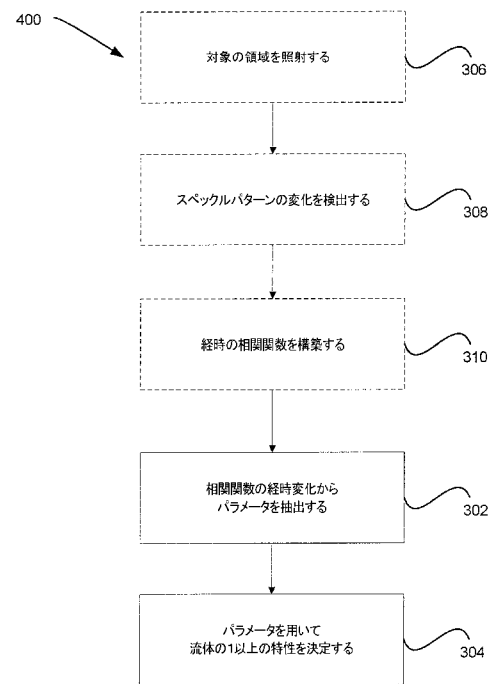 400
対象の領域を照射する
306
スペックルパターンの変化を検出する
308
経時の相関関数を構築する
310
相関関数の経時変化から
パラメータを抽出する
302
パラメータを用いて
流体の1以上の特性を決定する
304